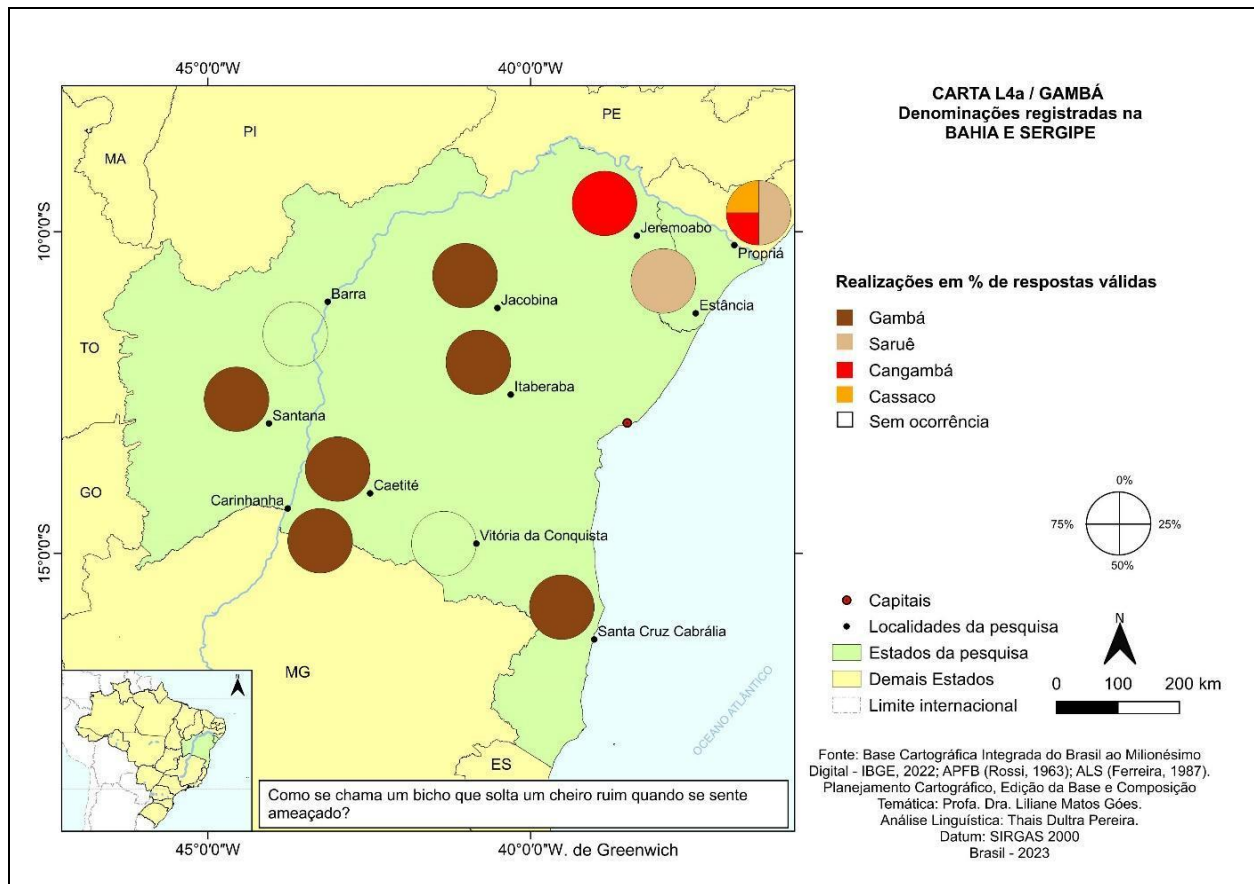 45°0'0"W
40°0'0"W
CARTA L4a / GAMBÁ
Denominações registradas na
BAHIA E SERGIPE
PE
PI
MA
10°0'0"S
Jeremoabo
Propriá
Barra
Jacobina
Estância
TO
Itaberaba
Santana
GO
Caetité
Carinhanha
Vitória da Conquista
15°0'0"S
Santa Cruz Cabrália
MG
OCEANO ATLÂNTICO
ES
N
Como se chama um bicho que solta um cheiro ruim quando se sente
ameaçado?
45°0'0"W
40°0'0"W. de Greenwich
Realizações em % de respostas válidas
Gambá
Saruê
Cangambá
Cassaco
Sem ocorrência
0%
75%
25%
50%
Capitais
Localidades da pesquisa
Estados da pesquisa
Demais Estados
Limite internacional
N
0 100 200 km
Fonte: Base Cartográfica Integrada do Brasil ao Milionésimo
Digital - IBGE, 2022; APFB (Rossi, 1963); ALS (Ferreira, 1987).
Planejamento Cartográfico, Edição da Base e Composição
Temática: Profa. Dra. Liliane Matos Góes.
Análise Linguística: Thais Dultra Pereira.
Datum: SIRGAS 2000
Brasil - 2023